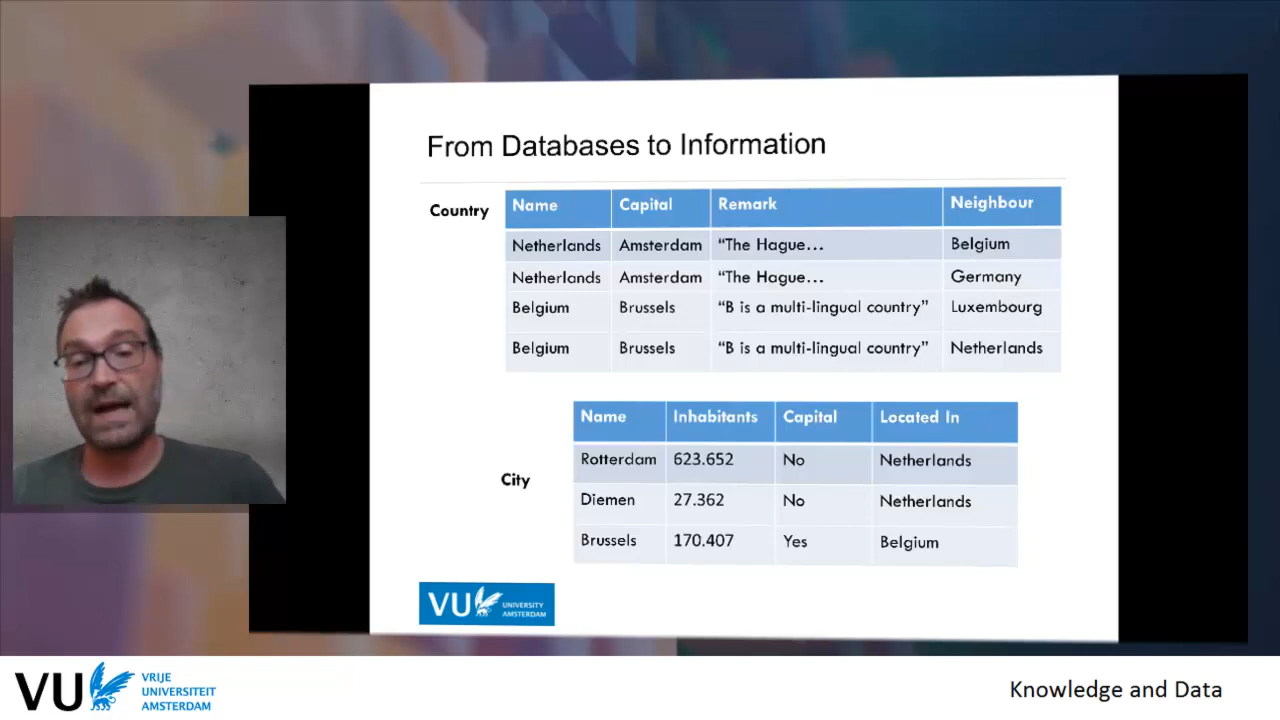 From Databases to Information
Country
Name Capital Remark Neighbour
Netherlands Amsterdam “The Hague… Belgium
Netherlands Amsterdam “The Hague… Germany
Belgium Brussels “B is a multi-lingual country” Luxembourg
Belgium Brussels “B is a multi-lingual country” Netherlands
City
Name Inhabitants Capital Located In
Rotterdam 623.652 No Netherlands
Diemen 27.362 No Netherlands
Brussels 170.407 Yes Belgium
VU UNIVERSITY
AMSTERDAM
VU VRIJE
UNIVERSITEIT
AMSTERDAM
Knowledge and Data